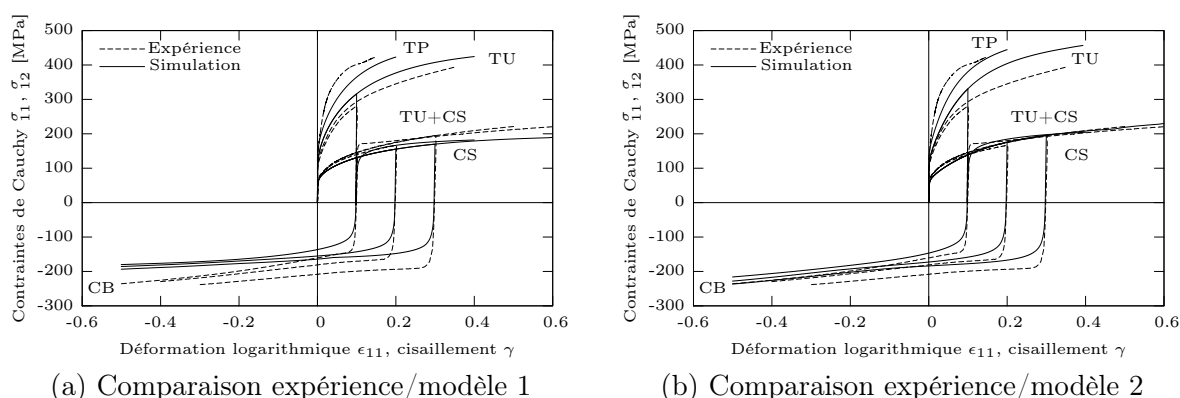 Contraintes de Cauchy σ11, σ12 [MPa]
500
400
300
200
100
0
-100
-200
-300
Expérience
Simulation
TP
TU
TU+CS
CS
CB
-0.6 -0.4 -0.2 0 0.2 0.4 0.6
Déformation logarithmique ϵ11, cisaillement γ
(a) Comparaison expérience/modèle 1
Contraintes de Cauchy σ11, σ12 [MPa]
500
400
300
200
100
0
-100
-200
-300
Expérience
Simulation
TP
TU
TU+CS
CS
CB
-0.6 -0.4 -0.2 0 0.2 0.4 0.6
Déformation logarithmique ϵ11, cisaillement γ
(b) Comparaison expérience/modèle 2